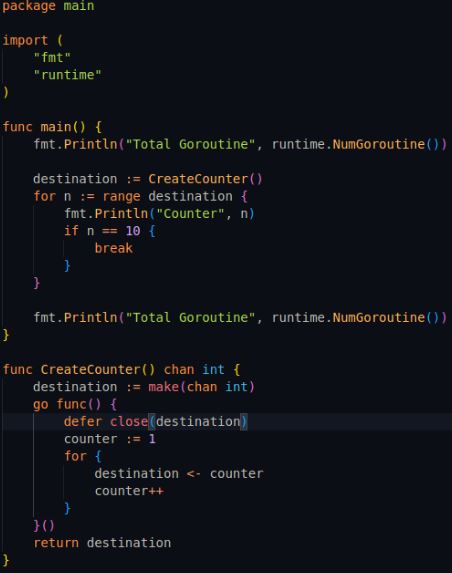 package main

import (
    "fmt"
    "runtime"
)

func main() {
    fmt.Println("Total Goroutine", runtime.NumGoroutine())

    destination := CreateCounter()
    for n := range destination {
        fmt.Println("Counter", n)
        if n == 10 {
            break
        }
    }

    fmt.Println("Total Goroutine", runtime.NumGoroutine())
}

func CreateCounter() chan int {
    destination := make(chan int)
    go func() {
        defer close(destination)
        counter := 1
        for {
            destination <- counter
            counter++
        }
    }()
    return destination
}